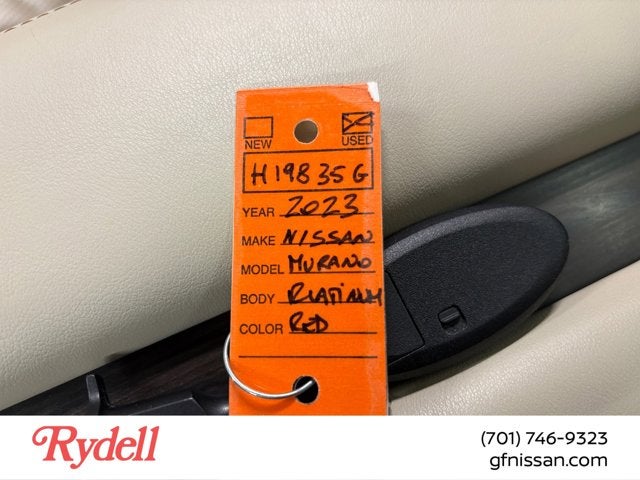 NEW USED
H19835G
YEAR 2023
MAKE NISSAN
MODEL MURANO
BODY PLATINUM
COLOR RED
Rydell
(701) 746-9323
gfnissan.com